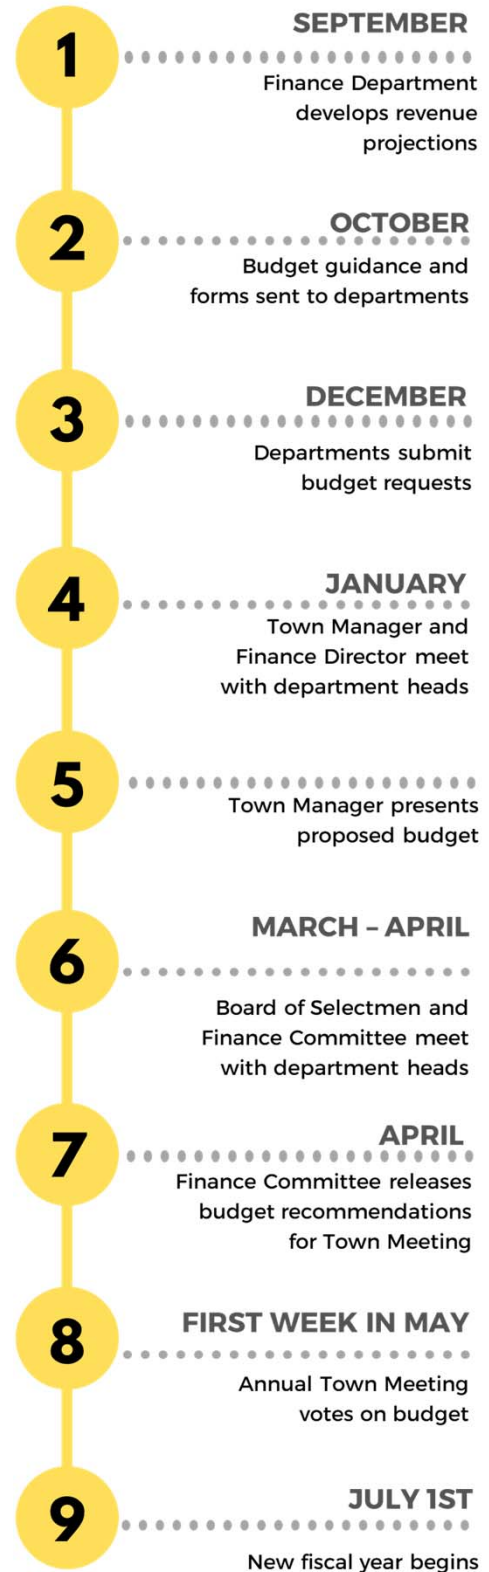 1
SEPTEMBER
Finance Department
develops revenue
projections
2
OCTOBER
Budget guidance and
forms sent to departments
3
DECEMBER
Departments submit
budget requests
4
JANUARY
Town Manager and
Finance Director meet
with department heads
5
Town Manager presents
proposed budget
6
MARCH – APRIL
Board of Selectmen and
Finance Committee meet
with department heads
7
APRIL
Finance Committee releases
budget recommendations
for Town Meeting
8
FIRST WEEK IN MAY
Annual Town Meeting
votes on budget
9
JULY 1ST
New fiscal year begins